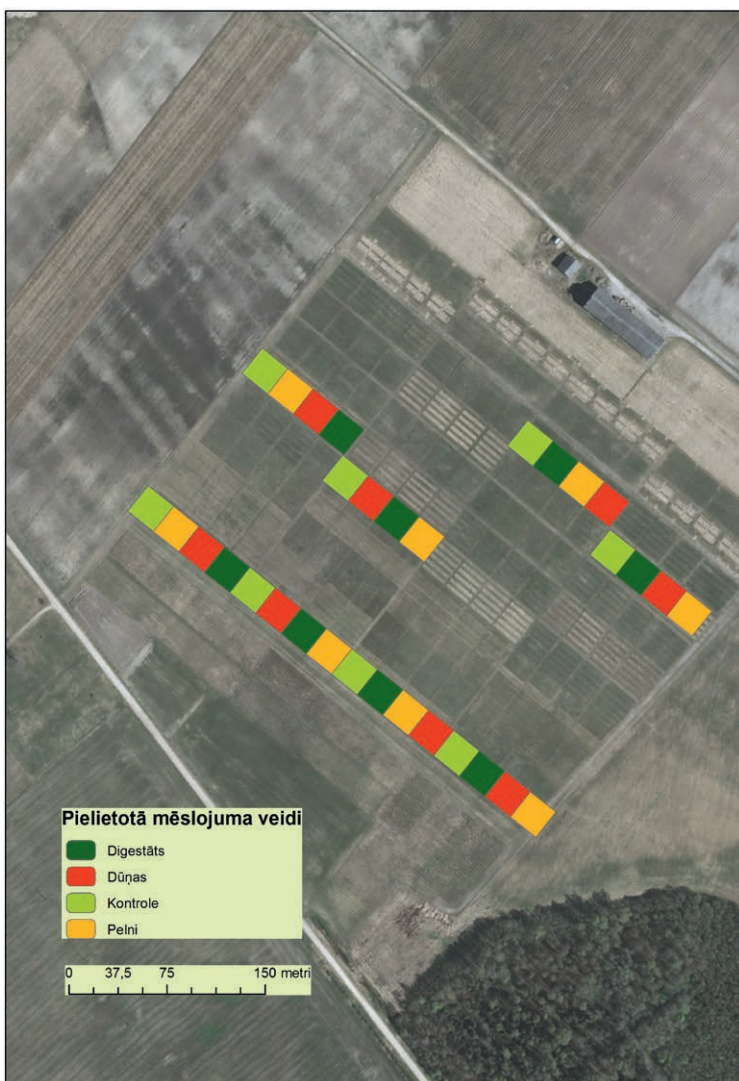 Pielietotā mēslojuma veidi
Digestāts
Dūņas
Kontrole
Pelni
0 37,5 75 150 metri